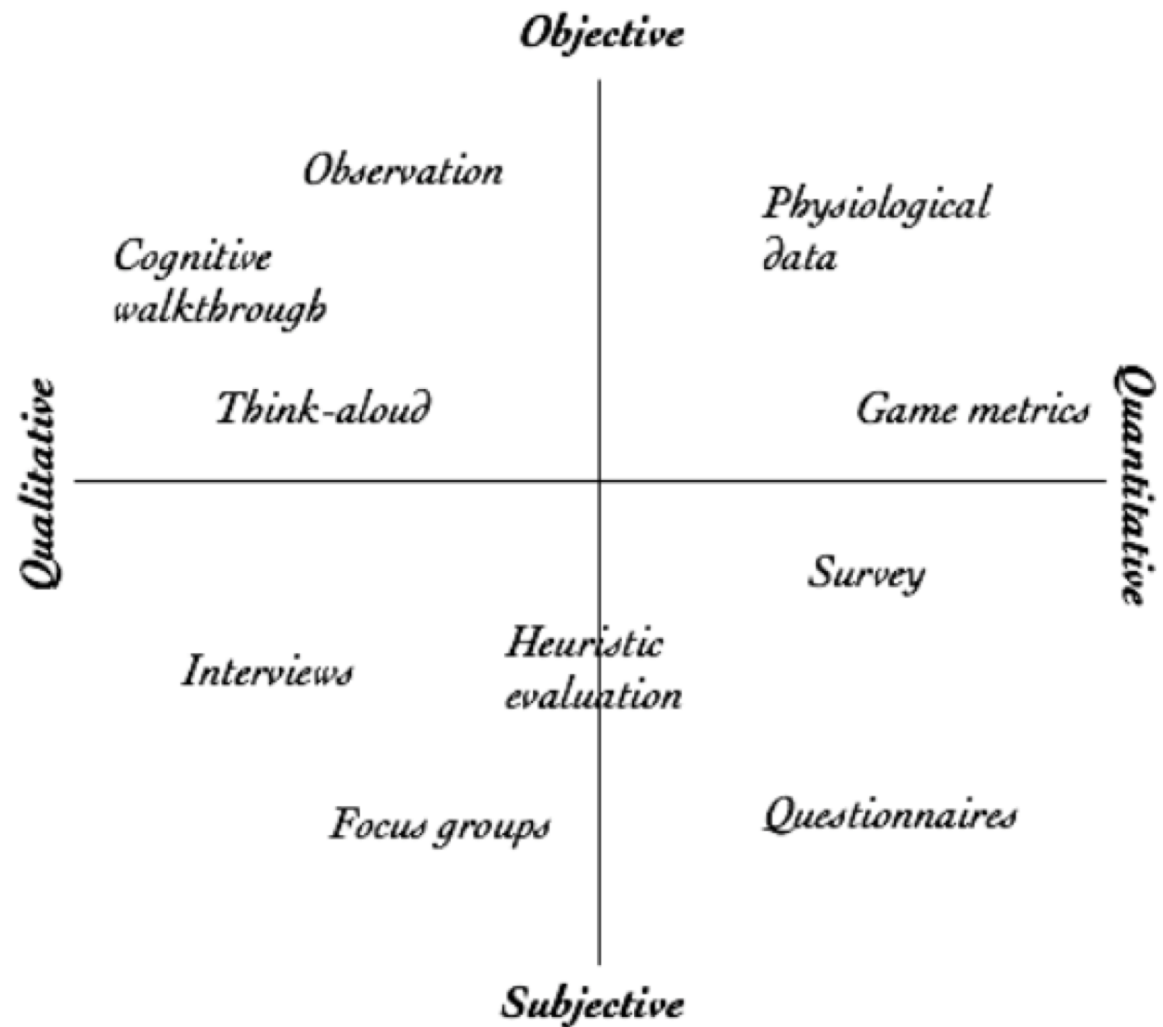 Objective
Observation
Physiological
data
Cognitive
walkthrough
Think-aloud
Game metrics
Qualitative
Quantitative
Survey
Heuristic
evaluation
Interviews
Focus groups
Questionnaires
Subjective